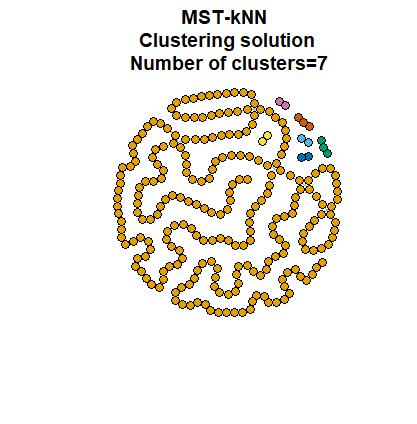 MST-kNN
Clustering solution
Number of clusters=7